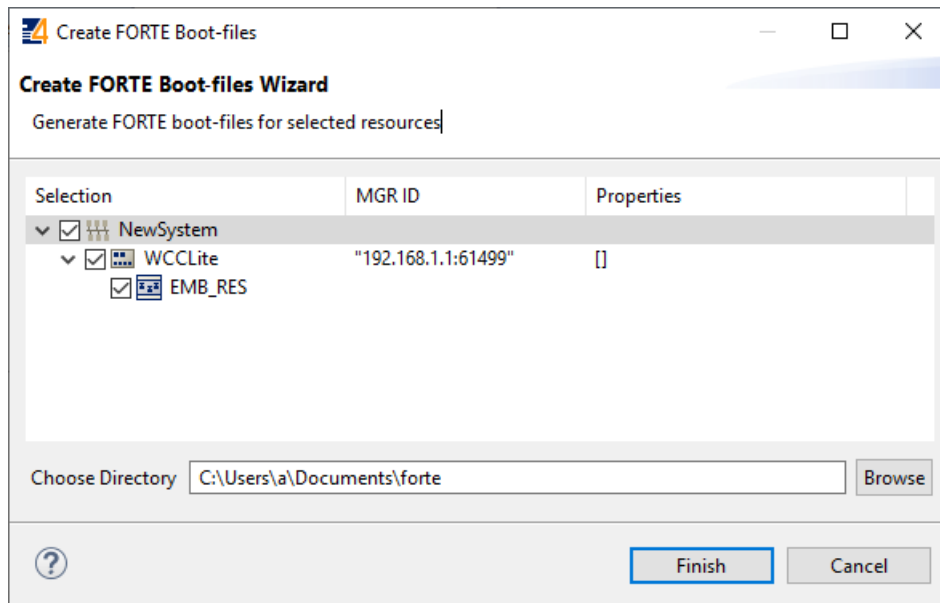 Create FORTE Boot-files
Create FORTE Boot-files Wizard
Generate FORTE boot-files for selected resources
Selection MGR ID Properties
NewSystem
WCCLite "192.168.1.1:61499" []
EMB_RES
Choose Directory C:\Users\a\Documents\forte Browse
? Finish Cancel